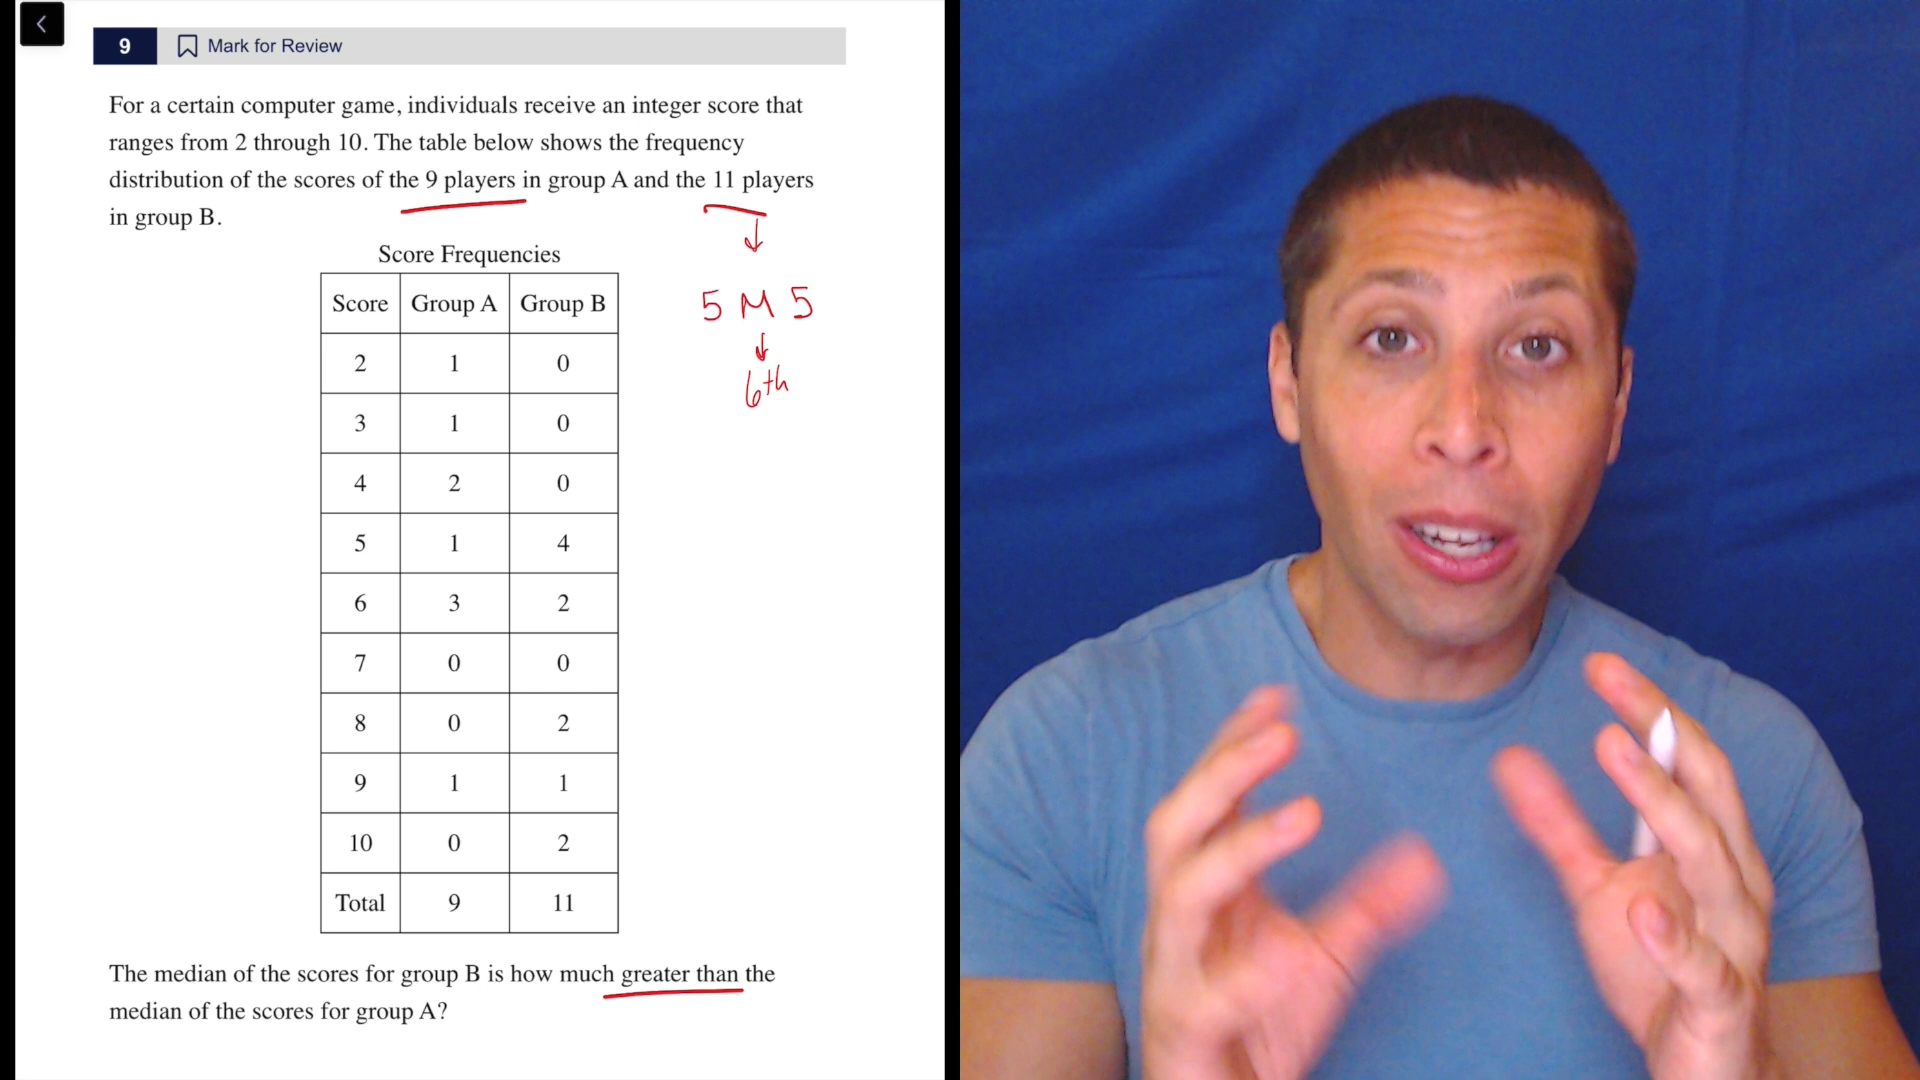 9 Mark for Review
For a certain computer game, individuals receive an integer score that
ranges from 2 through 10. The table below shows the frequency
distribution of the scores of the 9 players in group A and the 11 players
in group B.
Score Frequencies
Score Group A Group B
2 1 0
3 1 0
4 2 0
5 1 4
6 3 2
7 0 0
8 0 2
9 1 1
10 0 2
Total 9 11
5 M 5
6th
The median of the scores for group B is how much greater than the
median of the scores for group A?